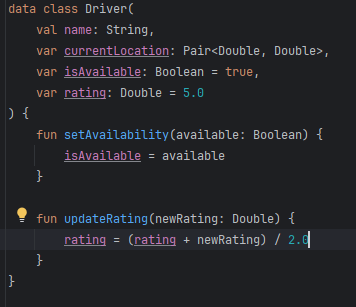 data class Driver(
    val name: String,
    var currentLocation: Pair<Double, Double>,
    var isAvailable: Boolean = true,
    var rating: Double = 5.0
) {
    fun setAvailability(available: Boolean) {
        isAvailable = available
    }
    fun updateRating(newRating: Double) {
        rating = (rating + newRating) / 2.0
    }
}